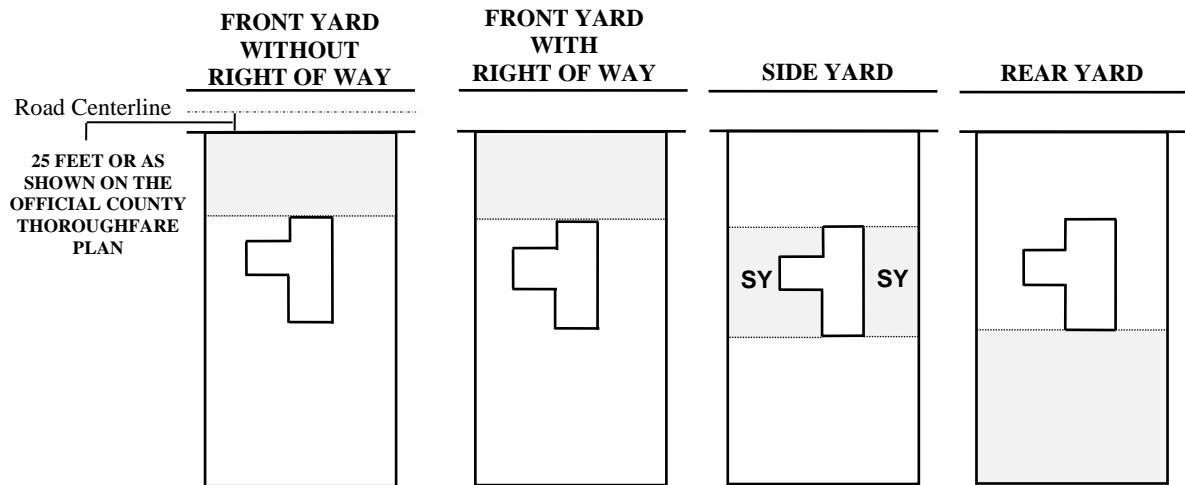 FRONT YARD
WITHOUT
RIGHT OF WAY
FRONT YARD
WITH
RIGHT OF WAY
SIDE YARD
REAR YARD
Road Centerline
25 FEET OR AS
SHOWN ON THE
OFFICIAL COUNTY
THOROUGHFARE
PLAN
SY
SY